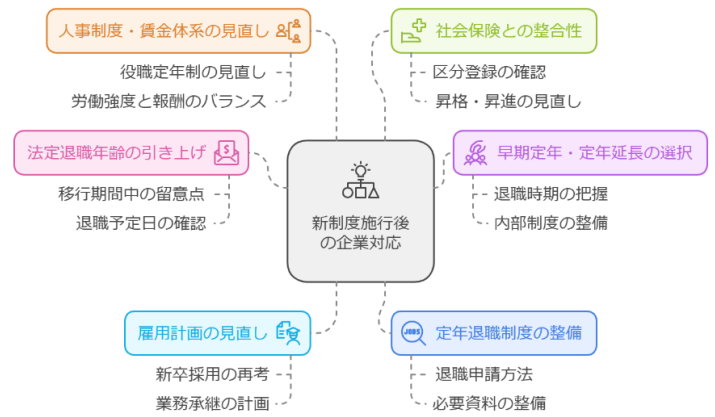 人事制度・賃金体系の見直し
役職定年制の見直し
労働強度と報酬のバランス
社会保険との整合性
区分登録の確認
昇格・昇進の見直し
法定退職年齢の引き上げ
移行期間中の留意点
退職予定日の確認
新制度施行後
の企業対応
早期定年・定年延長の選択
退職時期の把握
内部制度の整備
雇用計画の見直し
新卒採用の再考
業務承継の計画
JOBS
定年退職制度の整備
退職申請方法
必要資料の整備